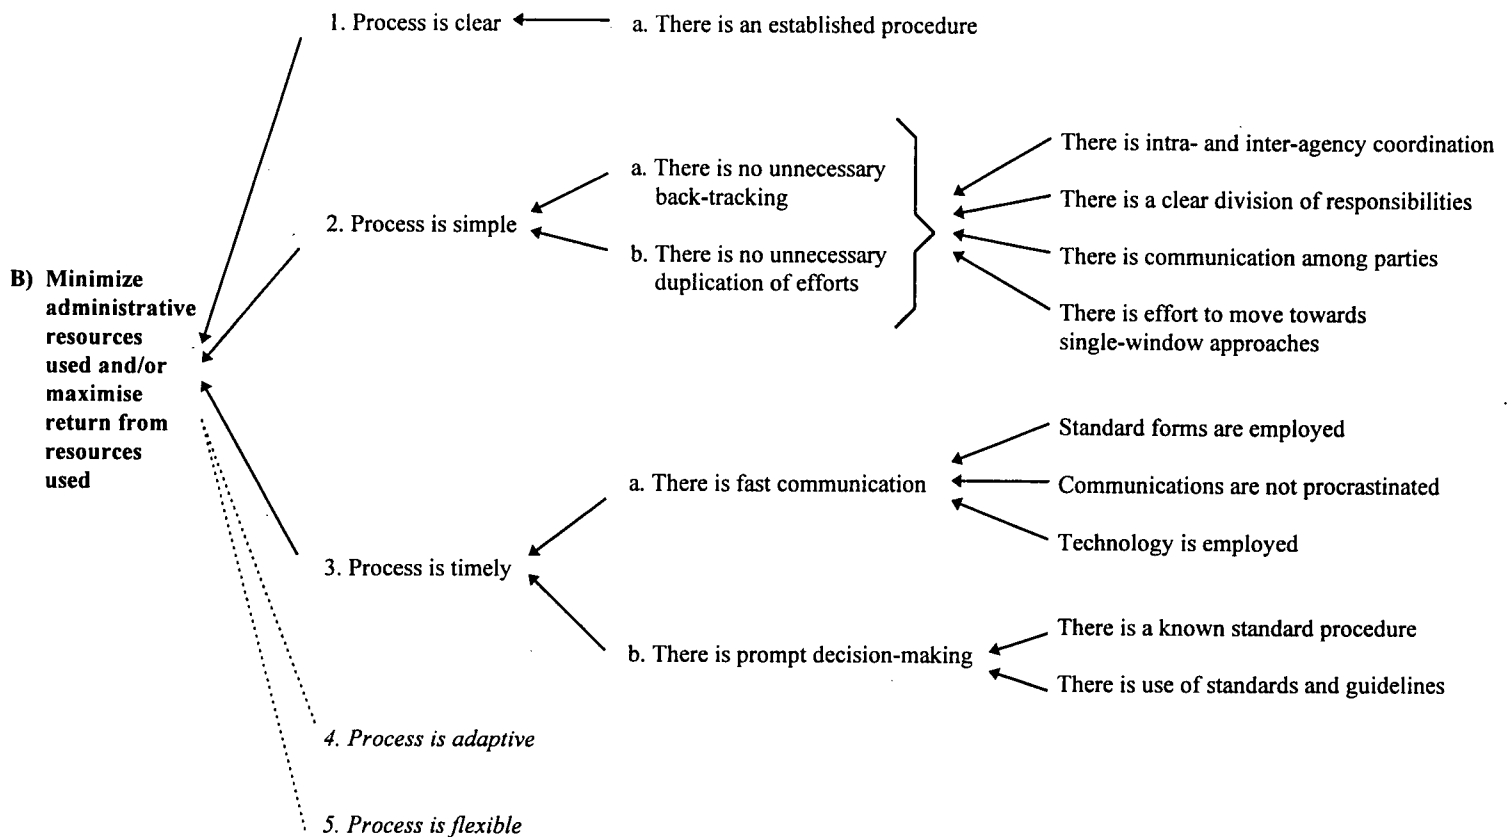 1. Process is clear
a. There is an established procedure
There is intra- and inter-agency coordination
a. There is no unnecessary
back-tracking
There is a clear division of responsibilities
2. Process is simple
b. There is no unnecessary
duplication of efforts
There is communication among parties
There is effort to move towards
single-window approaches
B) Minimize
administrative
resources
used and/or
maximise
return from
resources
used
Standard forms are employed
a. There is fast communication
Communications are not procrastinated
Technology is employed
3. Process is timely
There is a known standard procedure
b. There is prompt decision-making
There is use of standards and guidelines
4. Process is adaptive
5. Process is flexible